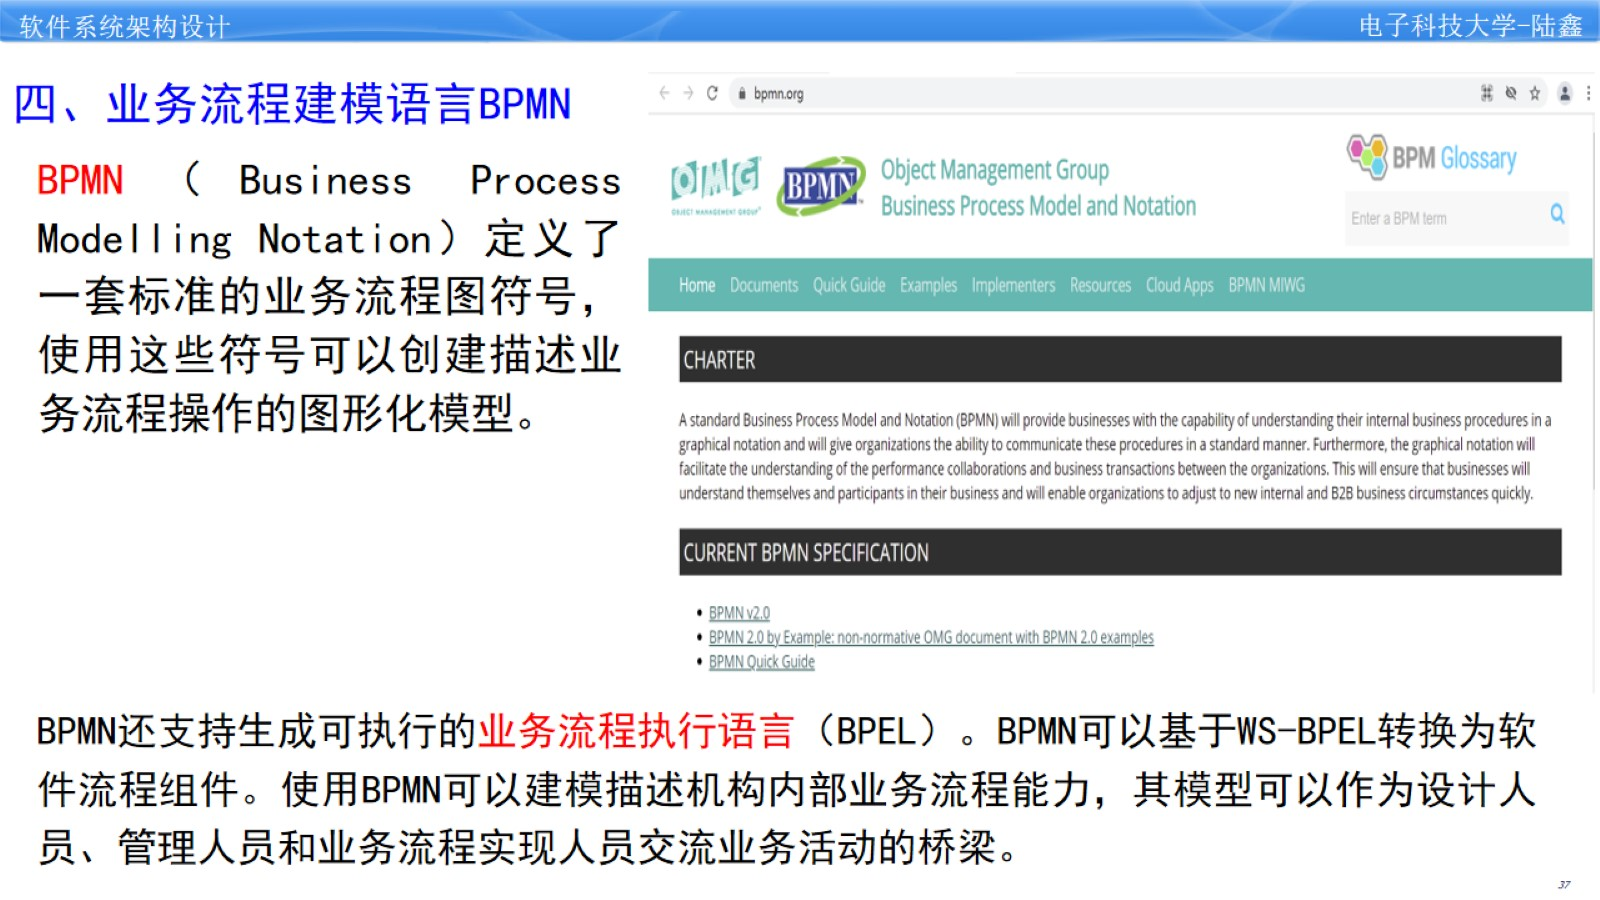 软件系统架构设计
电子科技大学-陆鑫
四、业务流程建模语言BPMN
BPMN（Business Process
Modelling Notation）定义了
一套标准的业务流程图符号，
使用这些符号可以创建描述业
务流程操作的图形化模型。
bpmn.org
OMG
OBJECT MANAGEMENT GROUP
BPMN
Object Management Group
Business Process Model and Notation
BPM Glossary
Enter a BPM term
Home Documents Quick Guide Examples Implementers Resources Cloud Apps BPMN MIWG
CHARTER
A standard Business Process Model and Notation (BPMN) will provide businesses with the capability of understanding their internal business procedures in a
graphical notation and will give organizations the ability to communicate these procedures in a standard manner. Furthermore, the graphical notation will
facilitate the understanding of the performance collaborations and business transactions between the organizations. This will ensure that businesses will
understand themselves and participants in their business and will enable organizations to adjust to new internal and B2B business circumstances quickly.
CURRENT BPMN SPECIFICATION
• BPMN v2.0
• BPMN 2.0 by Example: non-normative OMG document with BPMN 2.0 examples
• BPMN Quick Guide
BPMN还支持生成可执行的业务流程执行语言（BPEL）。BPMN可以基于WS-BPEL转换为软
件流程组件。使用BPMN可以建模描述机构内部业务流程能力，其模型可以作为设计人
员、管理人员和业务流程实现人员交流业务活动的桥梁。
37